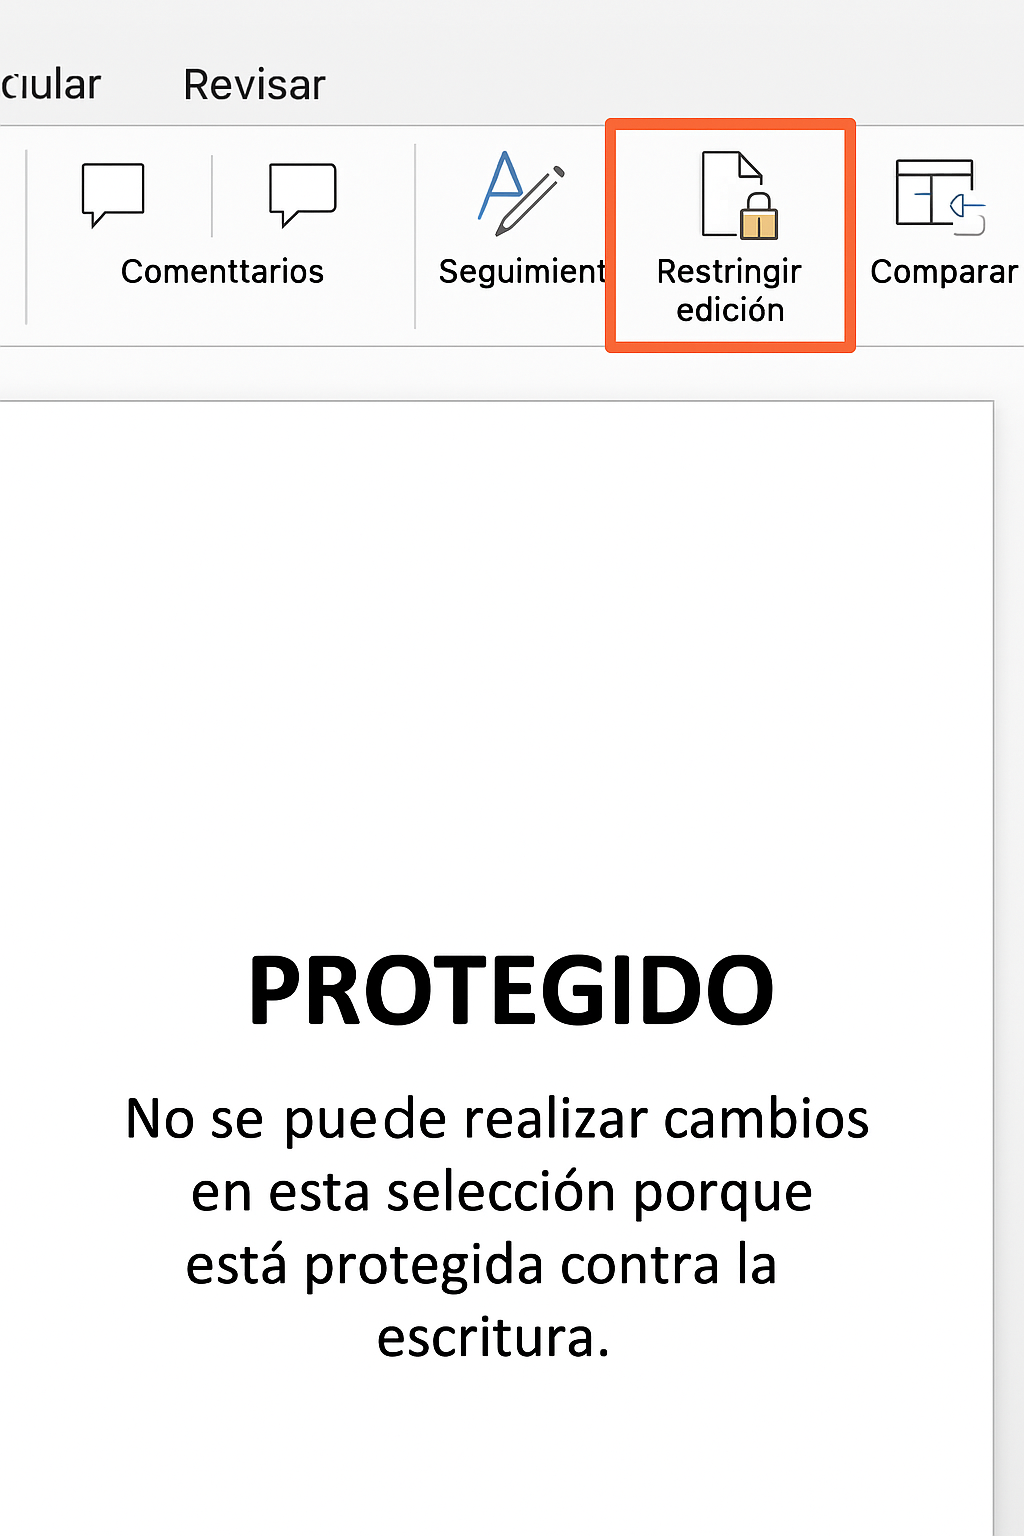 Revisar
Comenttarios
Seguimient
Restringir
edición
Comparar
PROTEGIDO
No se puede realizar cambios
en esta selección porque
está protegida contra la
escritura.